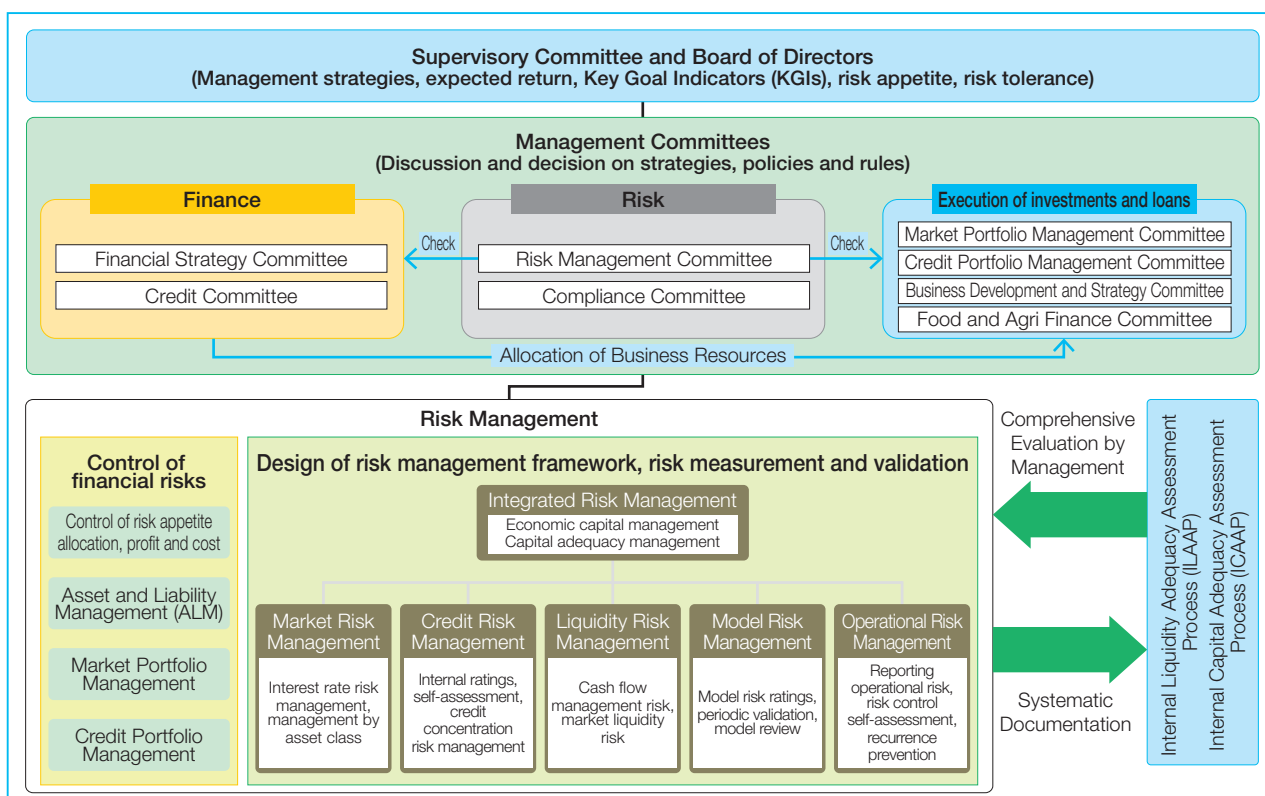 Supervisory Committee and Board of Directors
(Management strategies, expected return, Key Goal Indicators (KGIs), risk appetite, risk tolerance)
Management Committees
(Discussion and decision on strategies, policies and rules)
Finance
Financial Strategy Committee
Credit Committee
Check
Risk
Risk Management Committee
Compliance Committee
Check
Execution of investments and loans
Market Portfolio Management Committee
Credit Portfolio Management Committee
Business Development and Strategy Committee
Food and Agri Finance Committee
Allocation of Business Resources
Risk Management
Control of
financial risks
Control of risk appetite
allocation, profit and cost
Asset and Liability
Management (ALM)
Market Portfolio
Management
Credit Portfolio
Management
Design of risk management framework, risk measurement and validation
Integrated Risk Management
Economic capital management
Capital adequacy management
Market Risk
Management
Interest rate risk
management,
management by
asset class
Credit Risk
Management
Internal ratings,
self-assessment,
credit
concentration
risk management
Liquidity Risk
Management
Cash flow
management risk,
market liquidity
risk
Model Risk
Management
Model risk ratings,
periodic validation,
model review
Operational Risk
Management
Reporting
operational risk,
risk control
self-assessment,
recurrence
prevention
Comprehensive
Evaluation by
Management
Systematic
Documentation
Internal Liquidity Adequacy Assessment
Process (ILAAP)
Internal Capital Adequacy Assessment
Process (ICAAP)